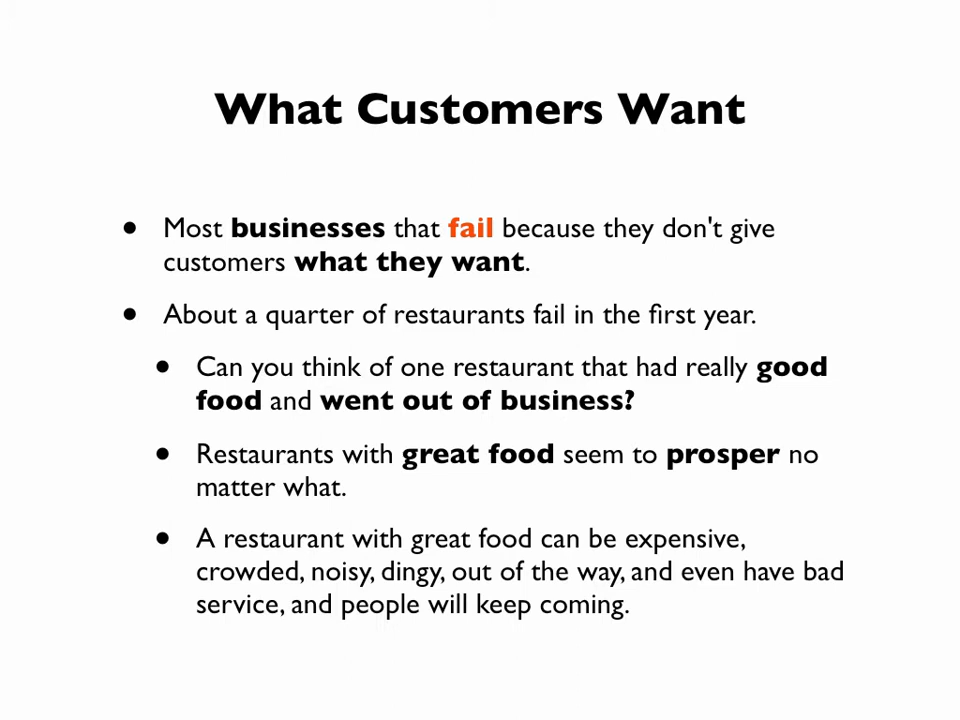 What Customers Want
• Most businesses that fail because they don't give
customers what they want.
• About a quarter of restaurants fail in the first year.
• Can you think of one restaurant that had really good
food and went out of business?
• Restaurants with great food seem to prosper no
matter what.
• A restaurant with great food can be expensive,
crowded, noisy, dingy, out of the way, and even have bad
service, and people will keep coming.